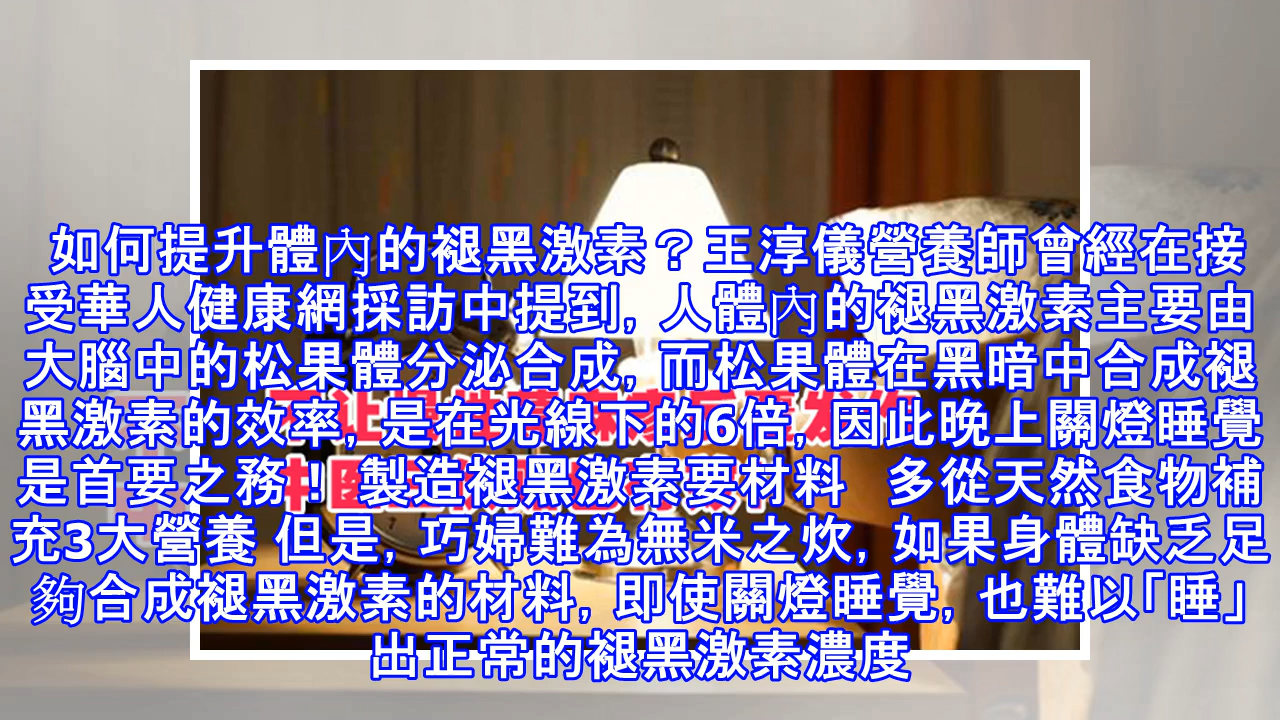 如何提升體內的褪黑激素？王淳儀營養師曾經在接
受華人健康網採訪中提到, 人體內的褪黑激素主要由
大腦中的松果體分泌合成, 而松果體在黑暗中合成褪
黑激素的效率, 是在光線下的6倍, 因此晚上關燈睡覺
是首要之務！ 製造褪黑激素要材料 多從天然食物補
充3大營養 但是, 巧婦難為無米之炊, 如果身體缺乏足
夠合成褪黑激素的材料, 即使關燈睡覺, 也難以「睡」
出正常的褪黑激素濃度